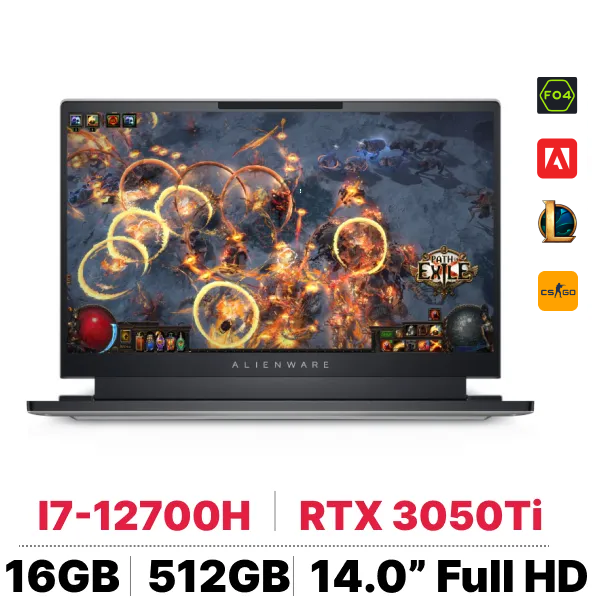 FO4
PATH
OF
EXILE
CS GO
ALIENWARE
I7-12700H RTX 3050Ti
16GB 512GB 14.0” Full HD